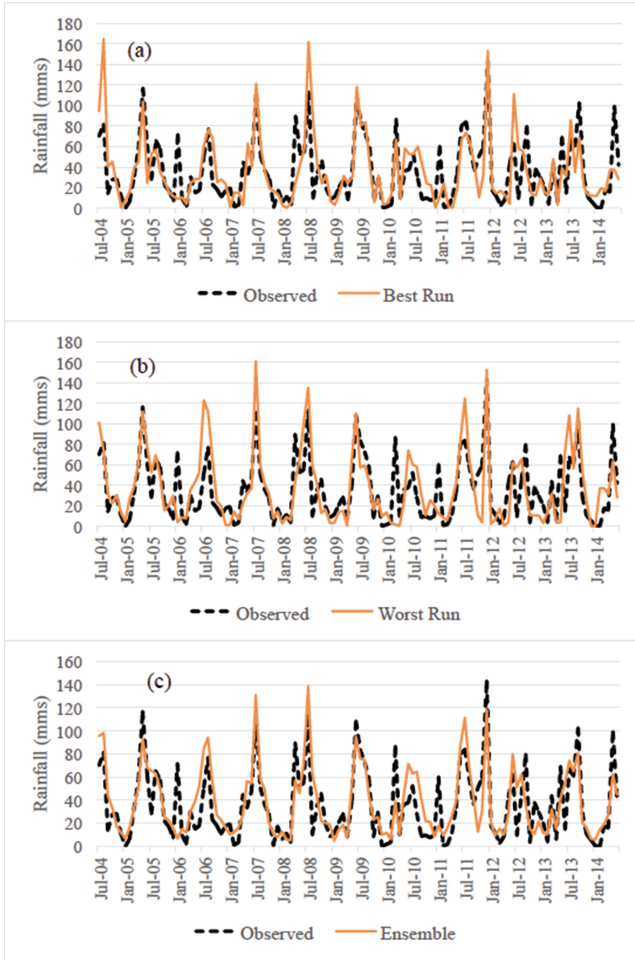 (a)
Rainfall (mms)
180
160
140
120
100
80
60
40
20
0
Jul-04
Jan-05
Jul-05
Jan-06
Jul-06
Jan-07
Jul-07
Jan-08
Jul-08
Jan-09
Jul-09
Jan-10
Jul-10
Jan-11
Jul-11
Jan-12
Jul-12
Jan-13
Jul-13
Jan-14
Observed Best Run
(b)
Rainfall (mms)
180
160
140
120
100
80
60
40
20
0
Jul-04
Jan-05
Jul-05
Jan-06
Jul-06
Jan-07
Jul-07
Jan-08
Jul-08
Jan-09
Jul-09
Jan-10
Jul-10
Jan-11
Jul-11
Jan-12
Jul-12
Jan-13
Jul-13
Jan-14
Observed Worst Run
(c)
Rainfall (mms)
160
140
120
100
80
60
40
20
0
Jul-04
Jan-05
Jul-05
Jan-06
Jul-06
Jan-07
Jul-07
Jan-08
Jul-08
Jan-09
Jul-09
Jan-10
Jul-10
Jan-11
Jul-11
Jan-12
Jul-12
Jan-13
Jul-13
Jan-14
Observed Ensemble